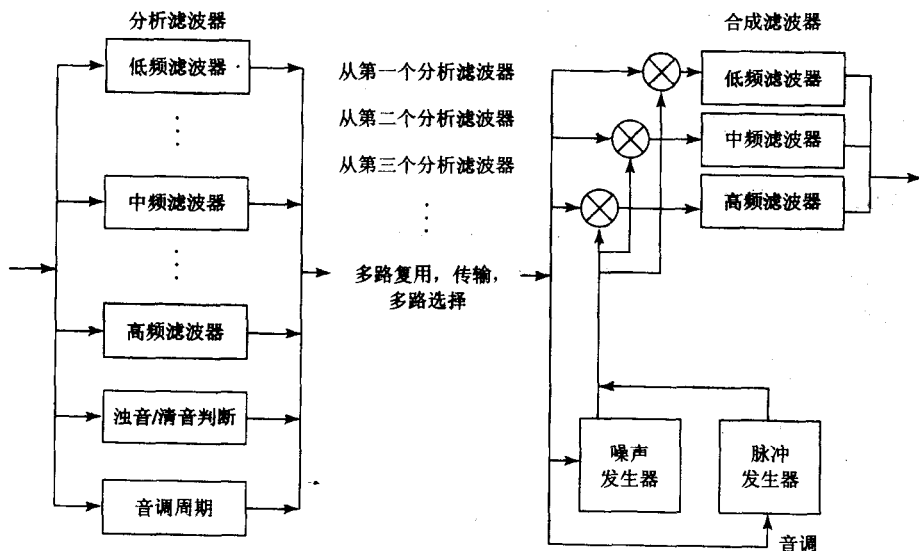 分析滤波器
低频滤波器
中频滤波器
高频滤波器
浊音/清音判断
音调周期
从第一个分析滤波器
从第二个分析滤波器
从第三个分析滤波器
多路复用，传输，
多路选择
合成滤波器
低频滤波器
中频滤波器
高频滤波器
噪声
发生器
脉冲
发生器
音调